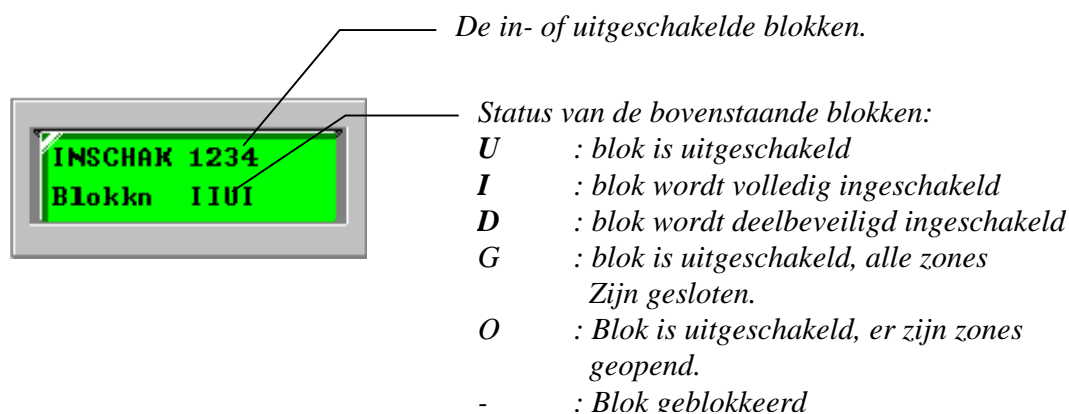 De in- of uitgeschakelde blokken.
INSCHAK 1234
Blokkn IIUI
Status van de bovenstaande blokken:
U : blok is uitgeschakeld
I : blok wordt volledig ingeschakeld
D : blok wordt deelbeveiligd ingeschakeld
G : blok is uitgeschakeld, alle zones
Zijn gesloten.
O : Blok is uitgeschakeld, er zijn zones
geopend.
- : Blok geblokkeerd